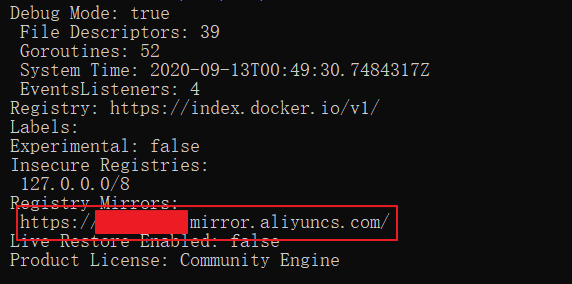 Debug Mode: true
File Descriptors: 39
Goroutines: 52
System Time: 2020-09-13T00:49:30.7484317Z
EventsListeners: 4
Registry: https://index.docker.io/v1/
Labels:
Experimental: false
Insecure Registries:
127.0.0.0/8
Registry Mirrors:
https:// mirror.aliyuncs.com/
Live Restore Enabled: false
Product License: Community Engine